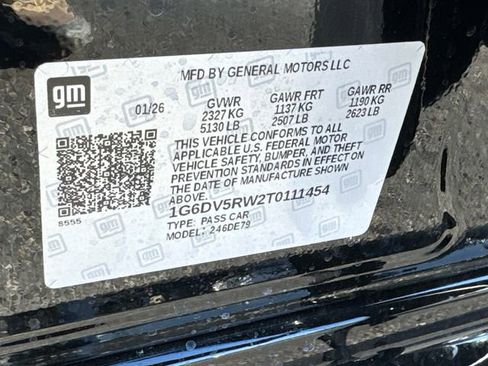 gm
MFD BY GENERAL MOTORS LLC
01/26 GVWR GAWR FRT GAWR RR
2327 KG 1137 KG 1190 KG
5130 LB 2507 LB 2623 LB
THIS VEHICLE CONFORMS TO ALL
APPLICABLE U.S. FEDERAL MOTOR
VEHICLE SAFETY, BUMPER, AND THEFT
PREVENTION STANDARDS IN EFFECT ON
THE DATE OF MANUFACTURE SHOWN
ABOVE.
8555
1G6DV5RW2T0111454
TYPE: PASS CAR
MODEL: 246DE79